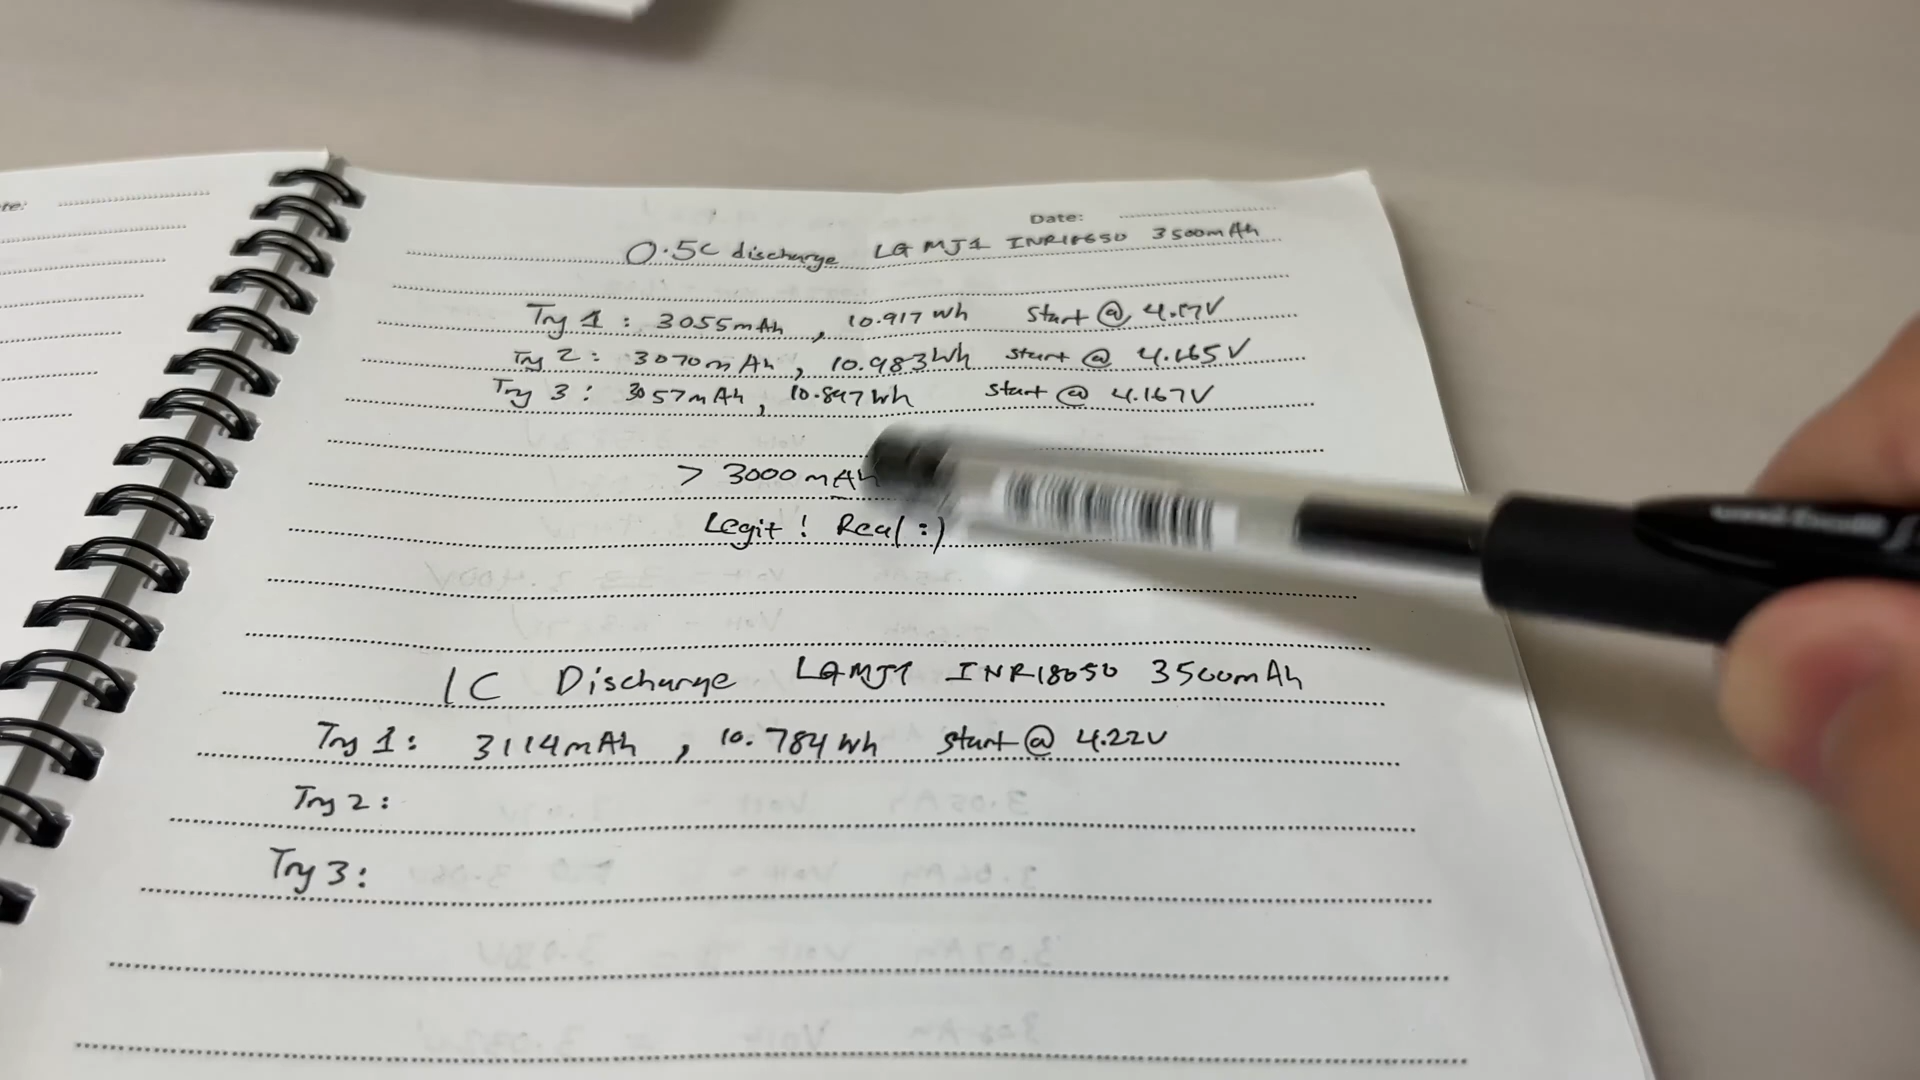 Date:
0.5C discharge LG MJ1 INR18650 3500mAh
Try 1 : 3055mAh , 10.917 Wh Start @ 4.17V
Try 2 : 3070mAh , 10.983Wh start @ 4.165V
Try 3 : 3057mAh , 10.847Wh Start @ 4.167V
> 3000mAh
Legit ! Real :)
1C Discharge LGMJ1 INR18650 3500mAh
Try 1: 3114mAh , 10.784 Wh start @ 4.22V
Try 2 :
Try 3 :